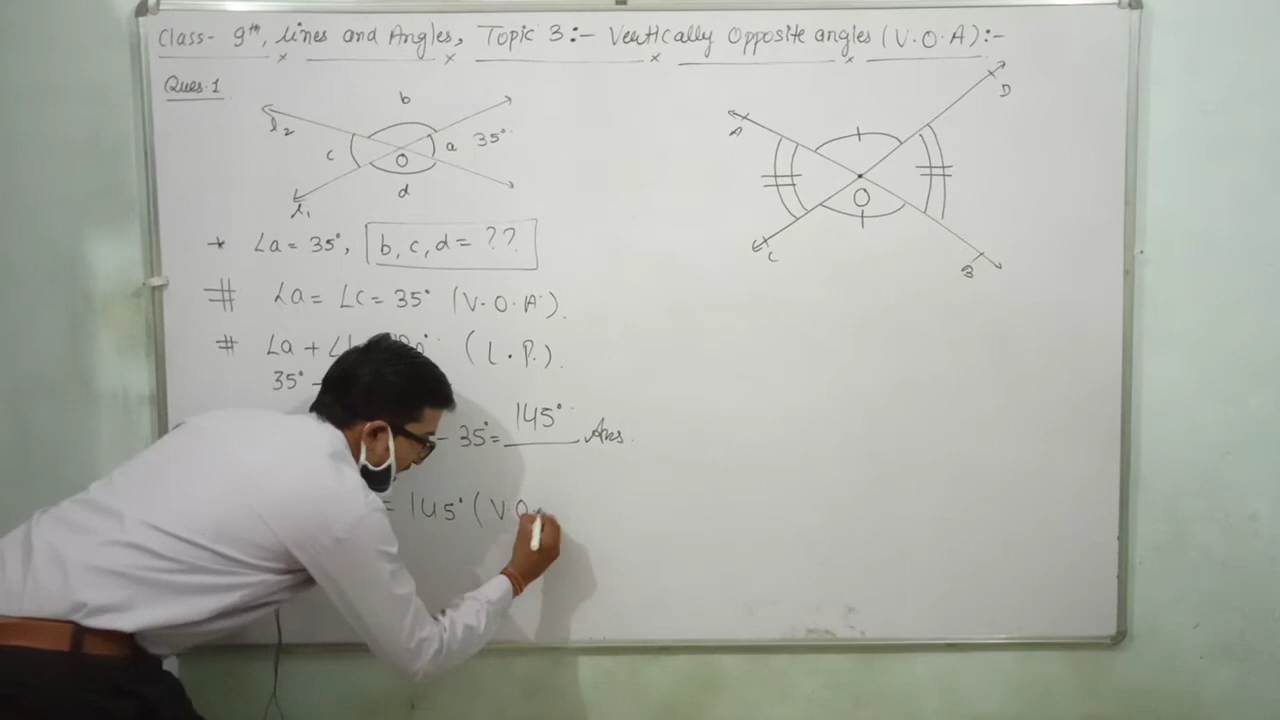 Class- 9th, Lines and Angles, Topic 3:- Vertically Opposite angles (V.O.A):-
Ques.1
b
l2
c
a
35°
O
d
l1
* ∠a = 35°, b, c, d = ??
# ∠a = ∠c = 35° (V.O.A).
# ∠a + (L.P.).
35°
- 35° = 145° Ans.
= 145° (V.O
A
D
O
C
B